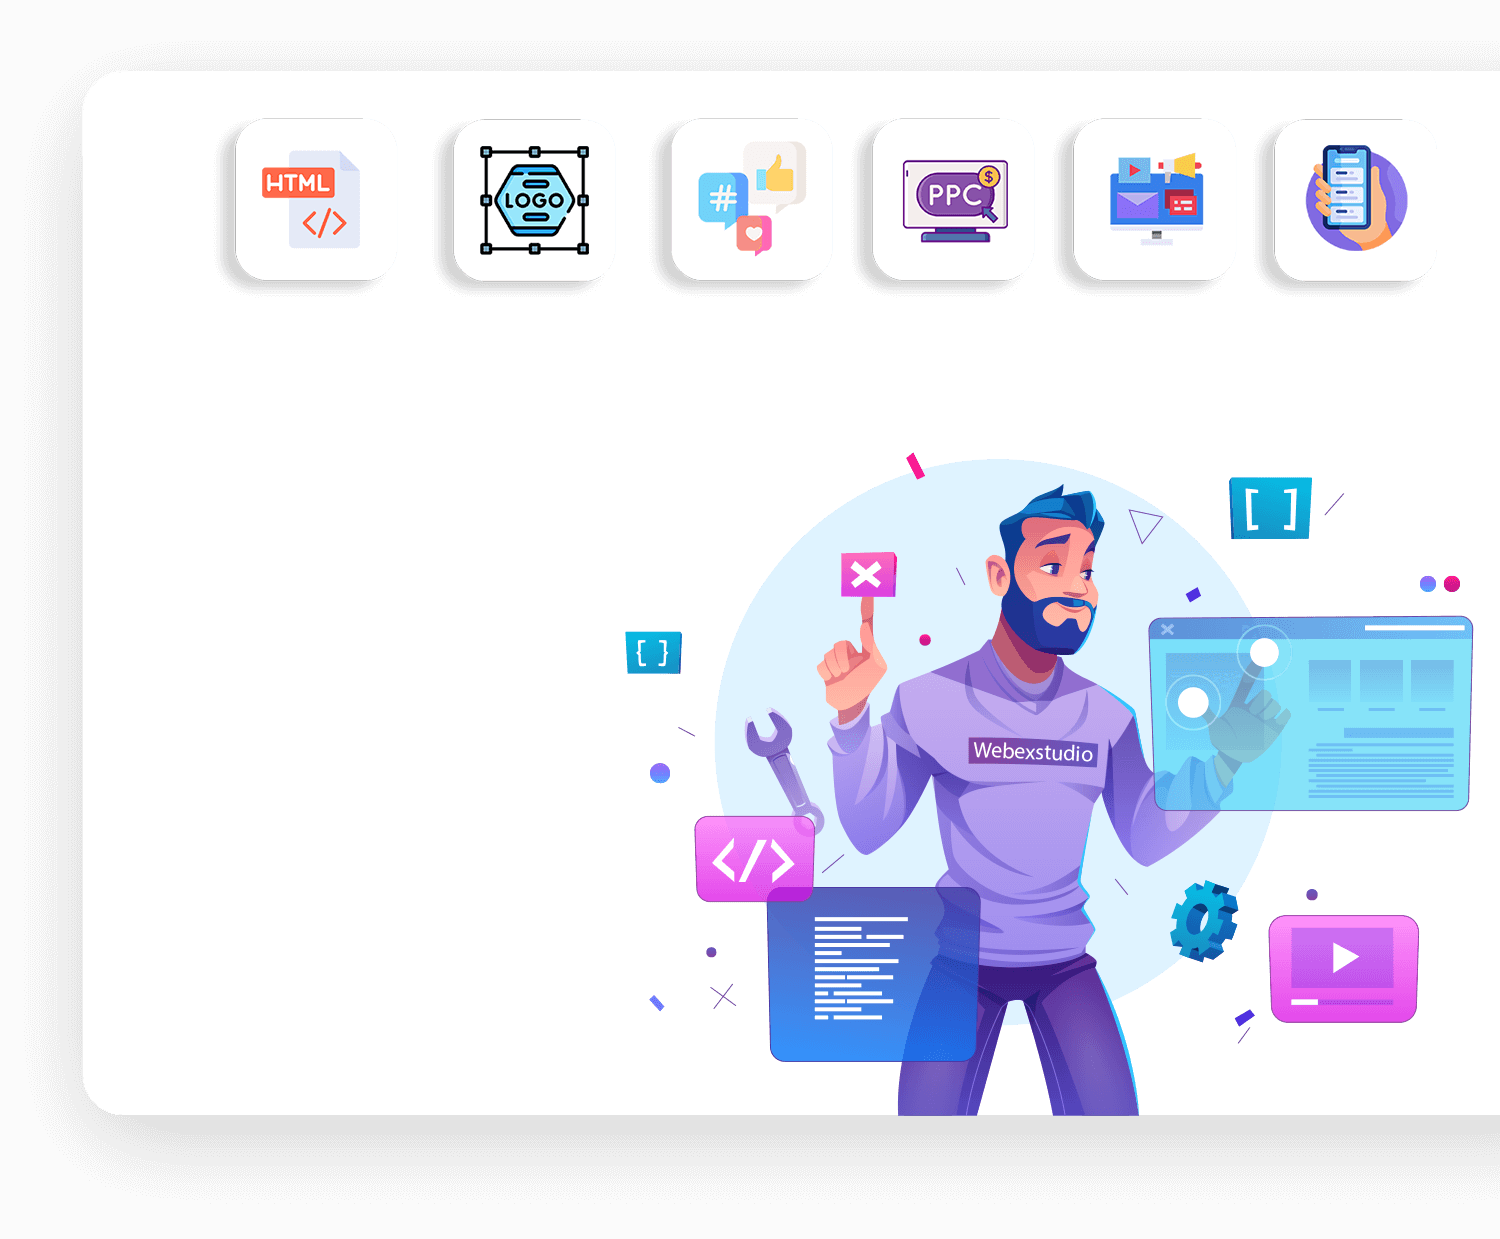 HTML
</>
LOGO
#
PPC
$
[ ]
{ }
Webexstudio
</>